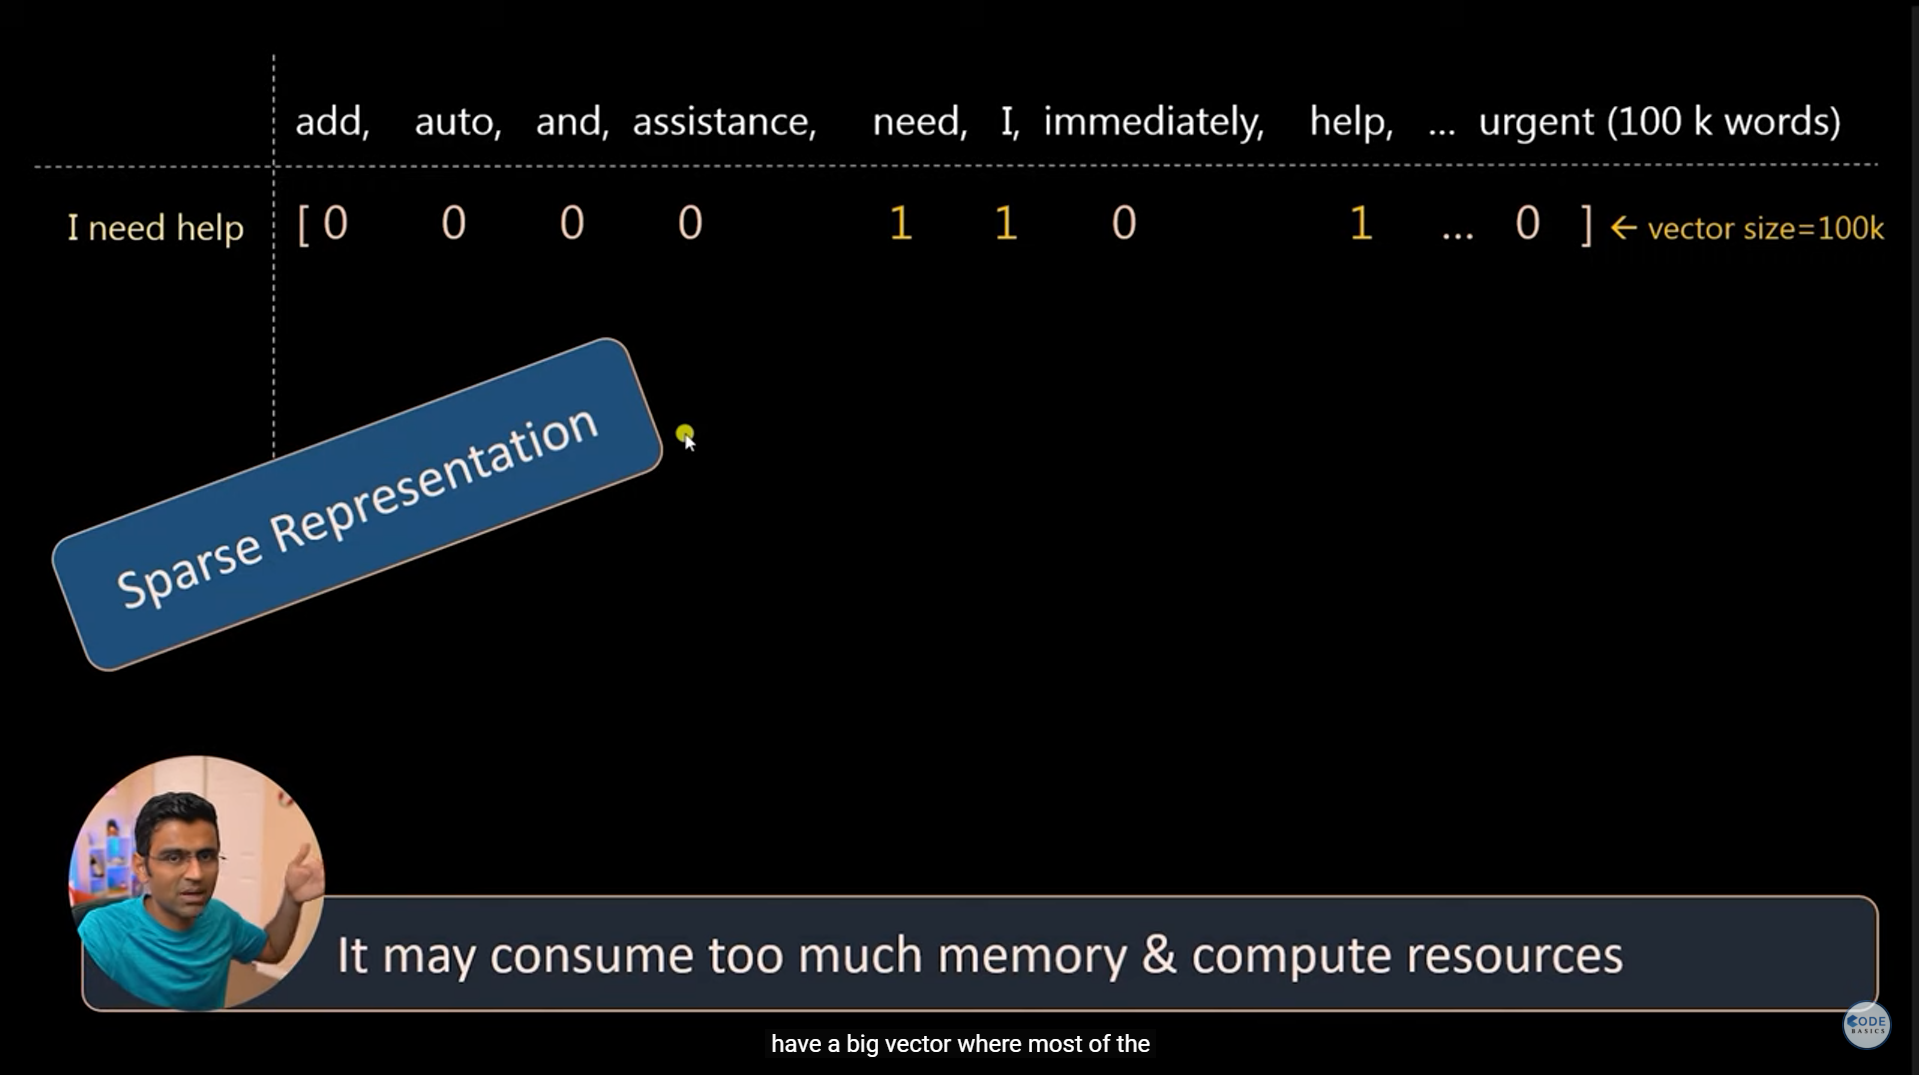 add, auto, and, assistance, need, I, immediately, help, ... urgent (100 k words)
I need help [ 0 0 0 0 1 1 0 1 ... 0 ] ← vector size=100k
Sparse Representation
It may consume too much memory & compute resources
CODE
BASICS
have a big vector where most of the